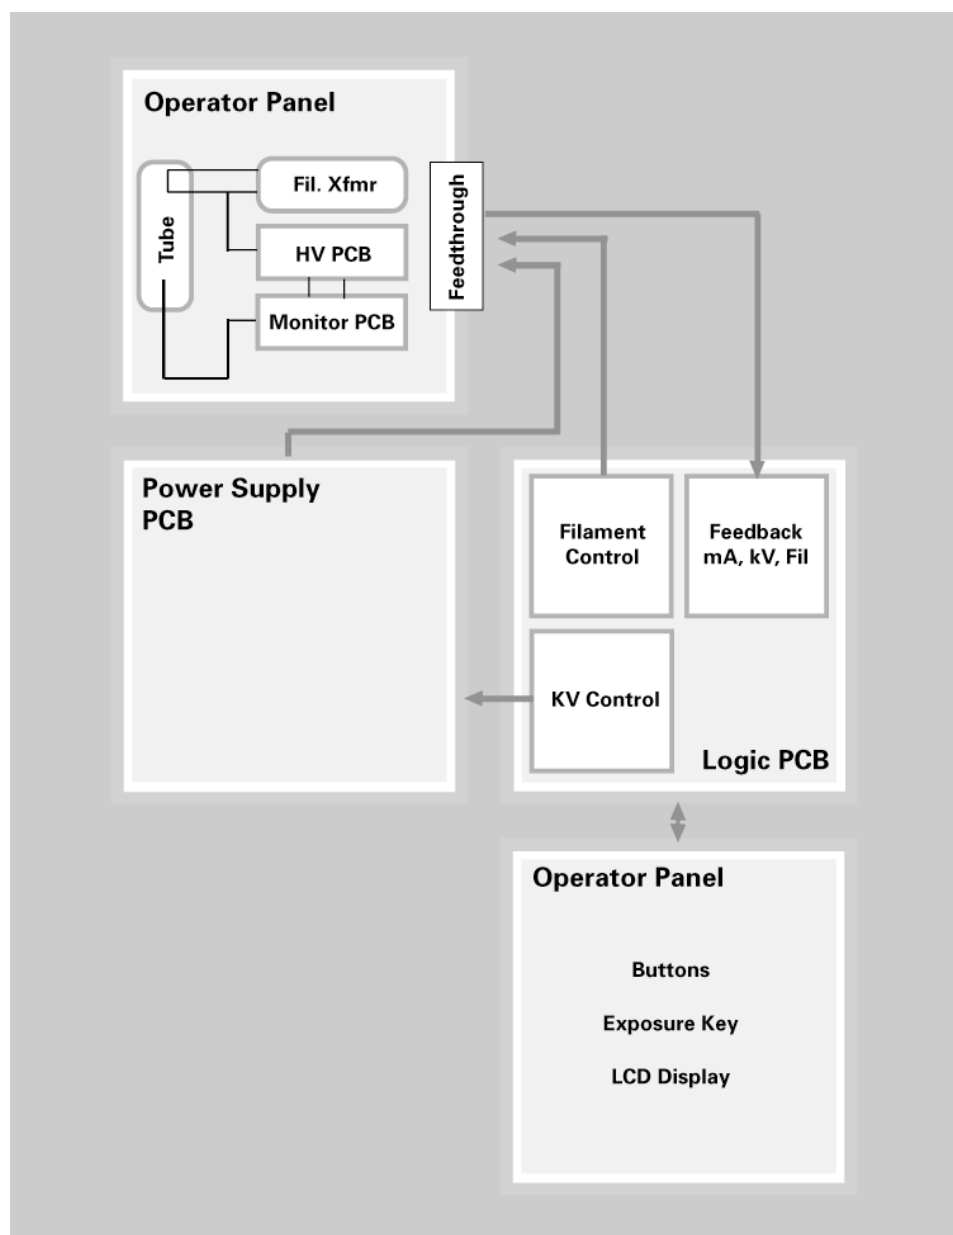 Operator Panel
Fil. Xfmr
Tube
HV PCB
Monitor PCB
Feedthrough
Power Supply
PCB
Filament
Control
Feedback
mA, kV, Fil
KV Control
Logic PCB
Operator Panel
Buttons
Exposure Key
LCD Display